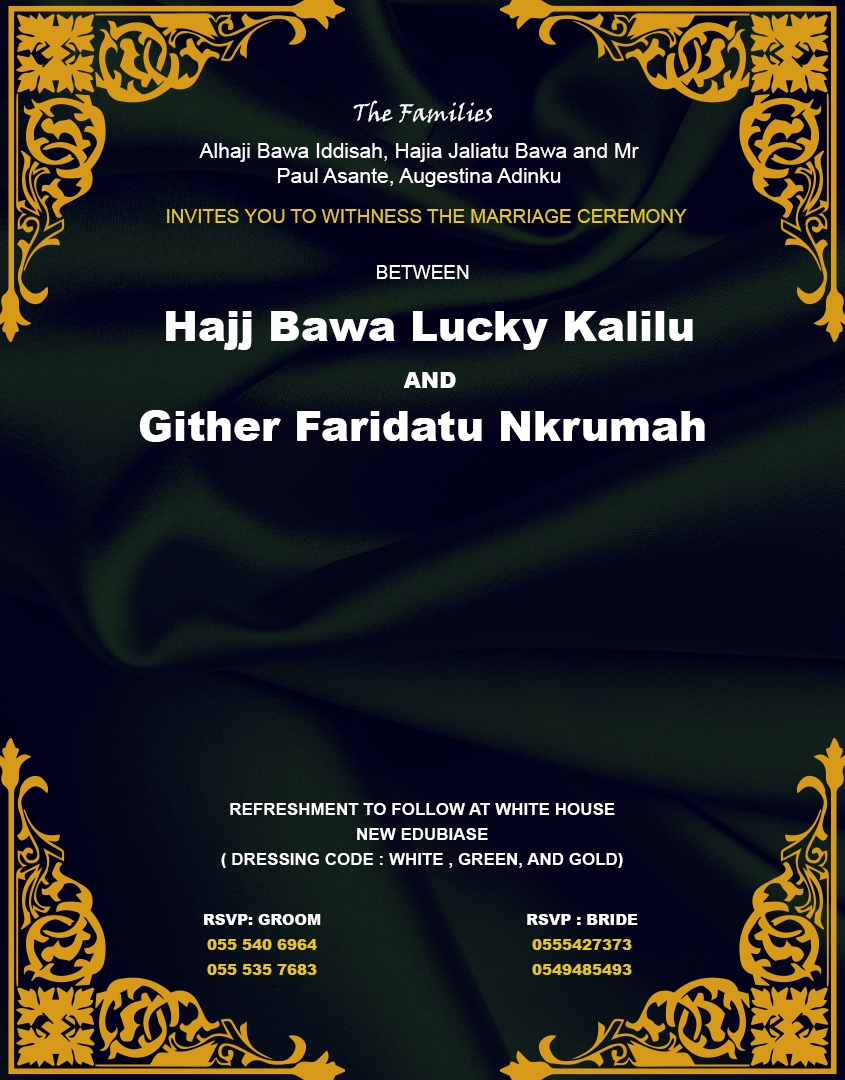 The Families
Alhaji Bawa Iddisah, Hajia Jaliatu Bawa and Mr
Paul Asante, Augestina Adinku
INVITES YOU TO WITHNESS THE MARRIAGE CEREMONY
BETWEEN
Hajj Bawa Lucky Kalilu
AND
Gither Faridatu Nkrumah
REFRESHMENT TO FOLLOW AT WHITE HOUSE
NEW EDUBIASE
( DRESSING CODE : WHITE , GREEN, AND GOLD)
RSVP: GROOM
055 540 6964
055 535 7683
RSVP : BRIDE
0555427373
0549485493